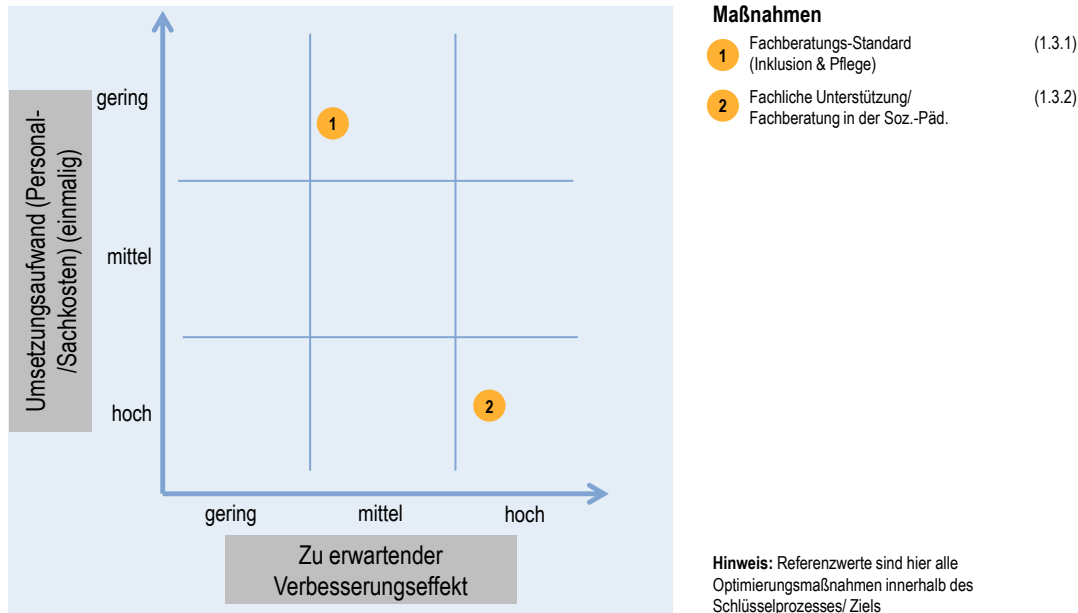 Umsetzungsaufwand (Personal-
/Sachkosten) (einmalig)
gering
mittel
hoch
1
2
gering mittel hoch
Zu erwartender
Verbesserungseffekt
Maßnahmen
1 Fachberatungs-Standard (1.3.1)
(Inklusion & Pflege)
2 Fachliche Unterstützung/ (1.3.2)
Fachberatung in der Soz.-Päd.
Hinweis: Referenzwerte sind hier alle
Optimierungsmaßnahmen innerhalb des
Schlüsselprozesses/ Ziels